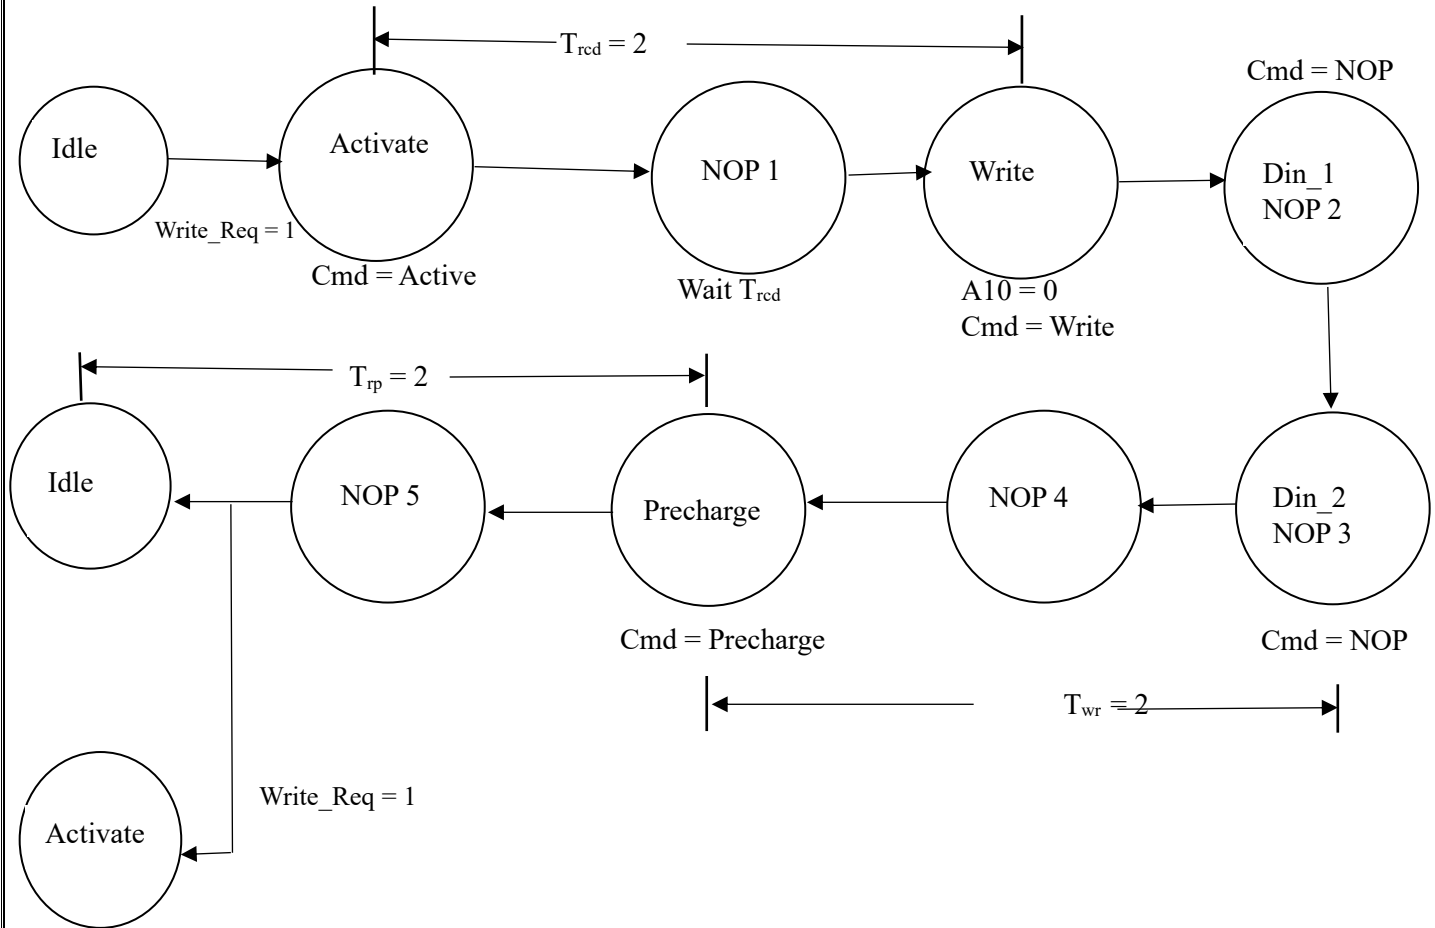 Trcd = 2
Cmd = NOP
Idle
Activate
NOP 1
Write
Din_1
NOP 2
Write_Req = 1
Cmd = Active
Wait Trcd
A10 = 0
Cmd = Write
Trp = 2
Idle
NOP 5
Precharge
NOP 4
Din_2
NOP 3
Cmd = Precharge
Cmd = NOP
Twr = 2
Write_Req = 1
Activate